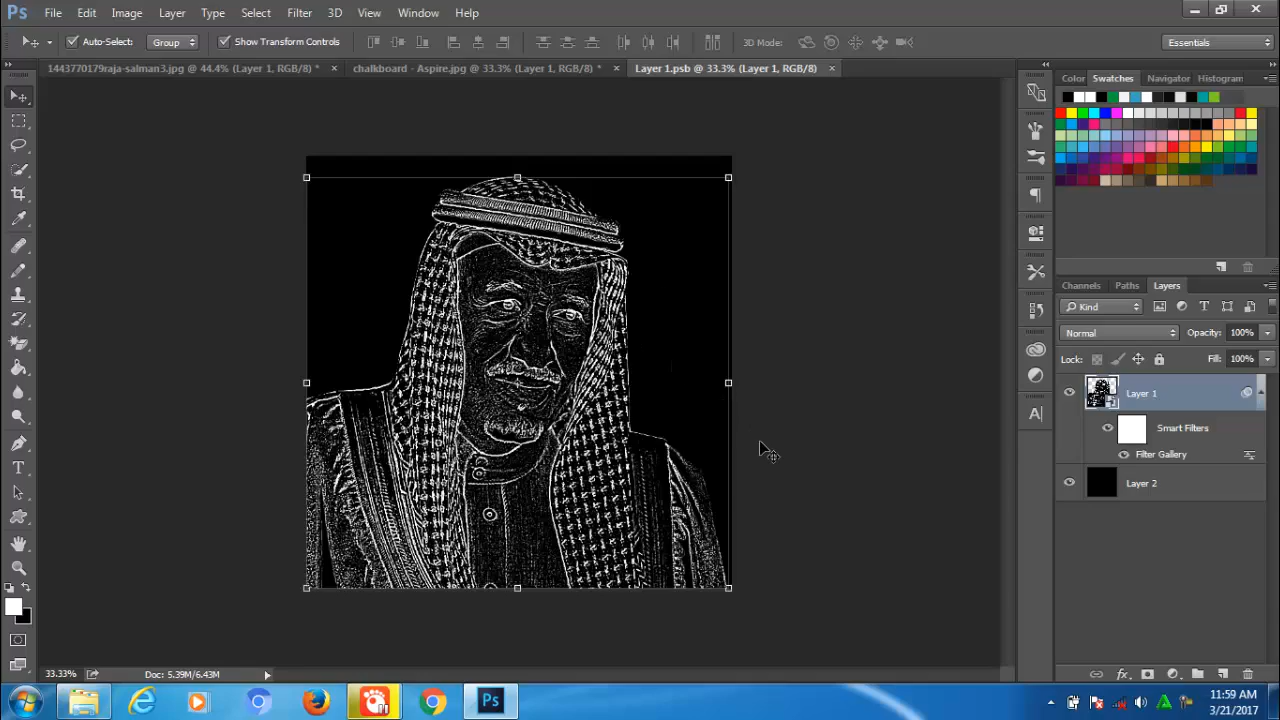 Ps File Edit Image Layer Type Select Filter 3D View Window Help
Auto-Select: Group Show Transform Controls 3D Mode: Essentials
1443770179raja-salman3.jpg @ 44.4% (Layer 1, RGB/8) * × chalkboard - Aspire.jpg @ 33.3% (Layer 1, RGB/8) * × Layer 1.psb @ 33.3% (Layer 1, RGB/8) ×
Color Swatches Navigator Histogram
Channels Paths Layers
Kind
Normal Opacity: 100%
Lock: Fill: 100%
Layer 1
Smart Filters
Filter Gallery
Layer 2
33.33% Doc: 5.39M/6.43M
Ps
11:59 AM
3/21/2017